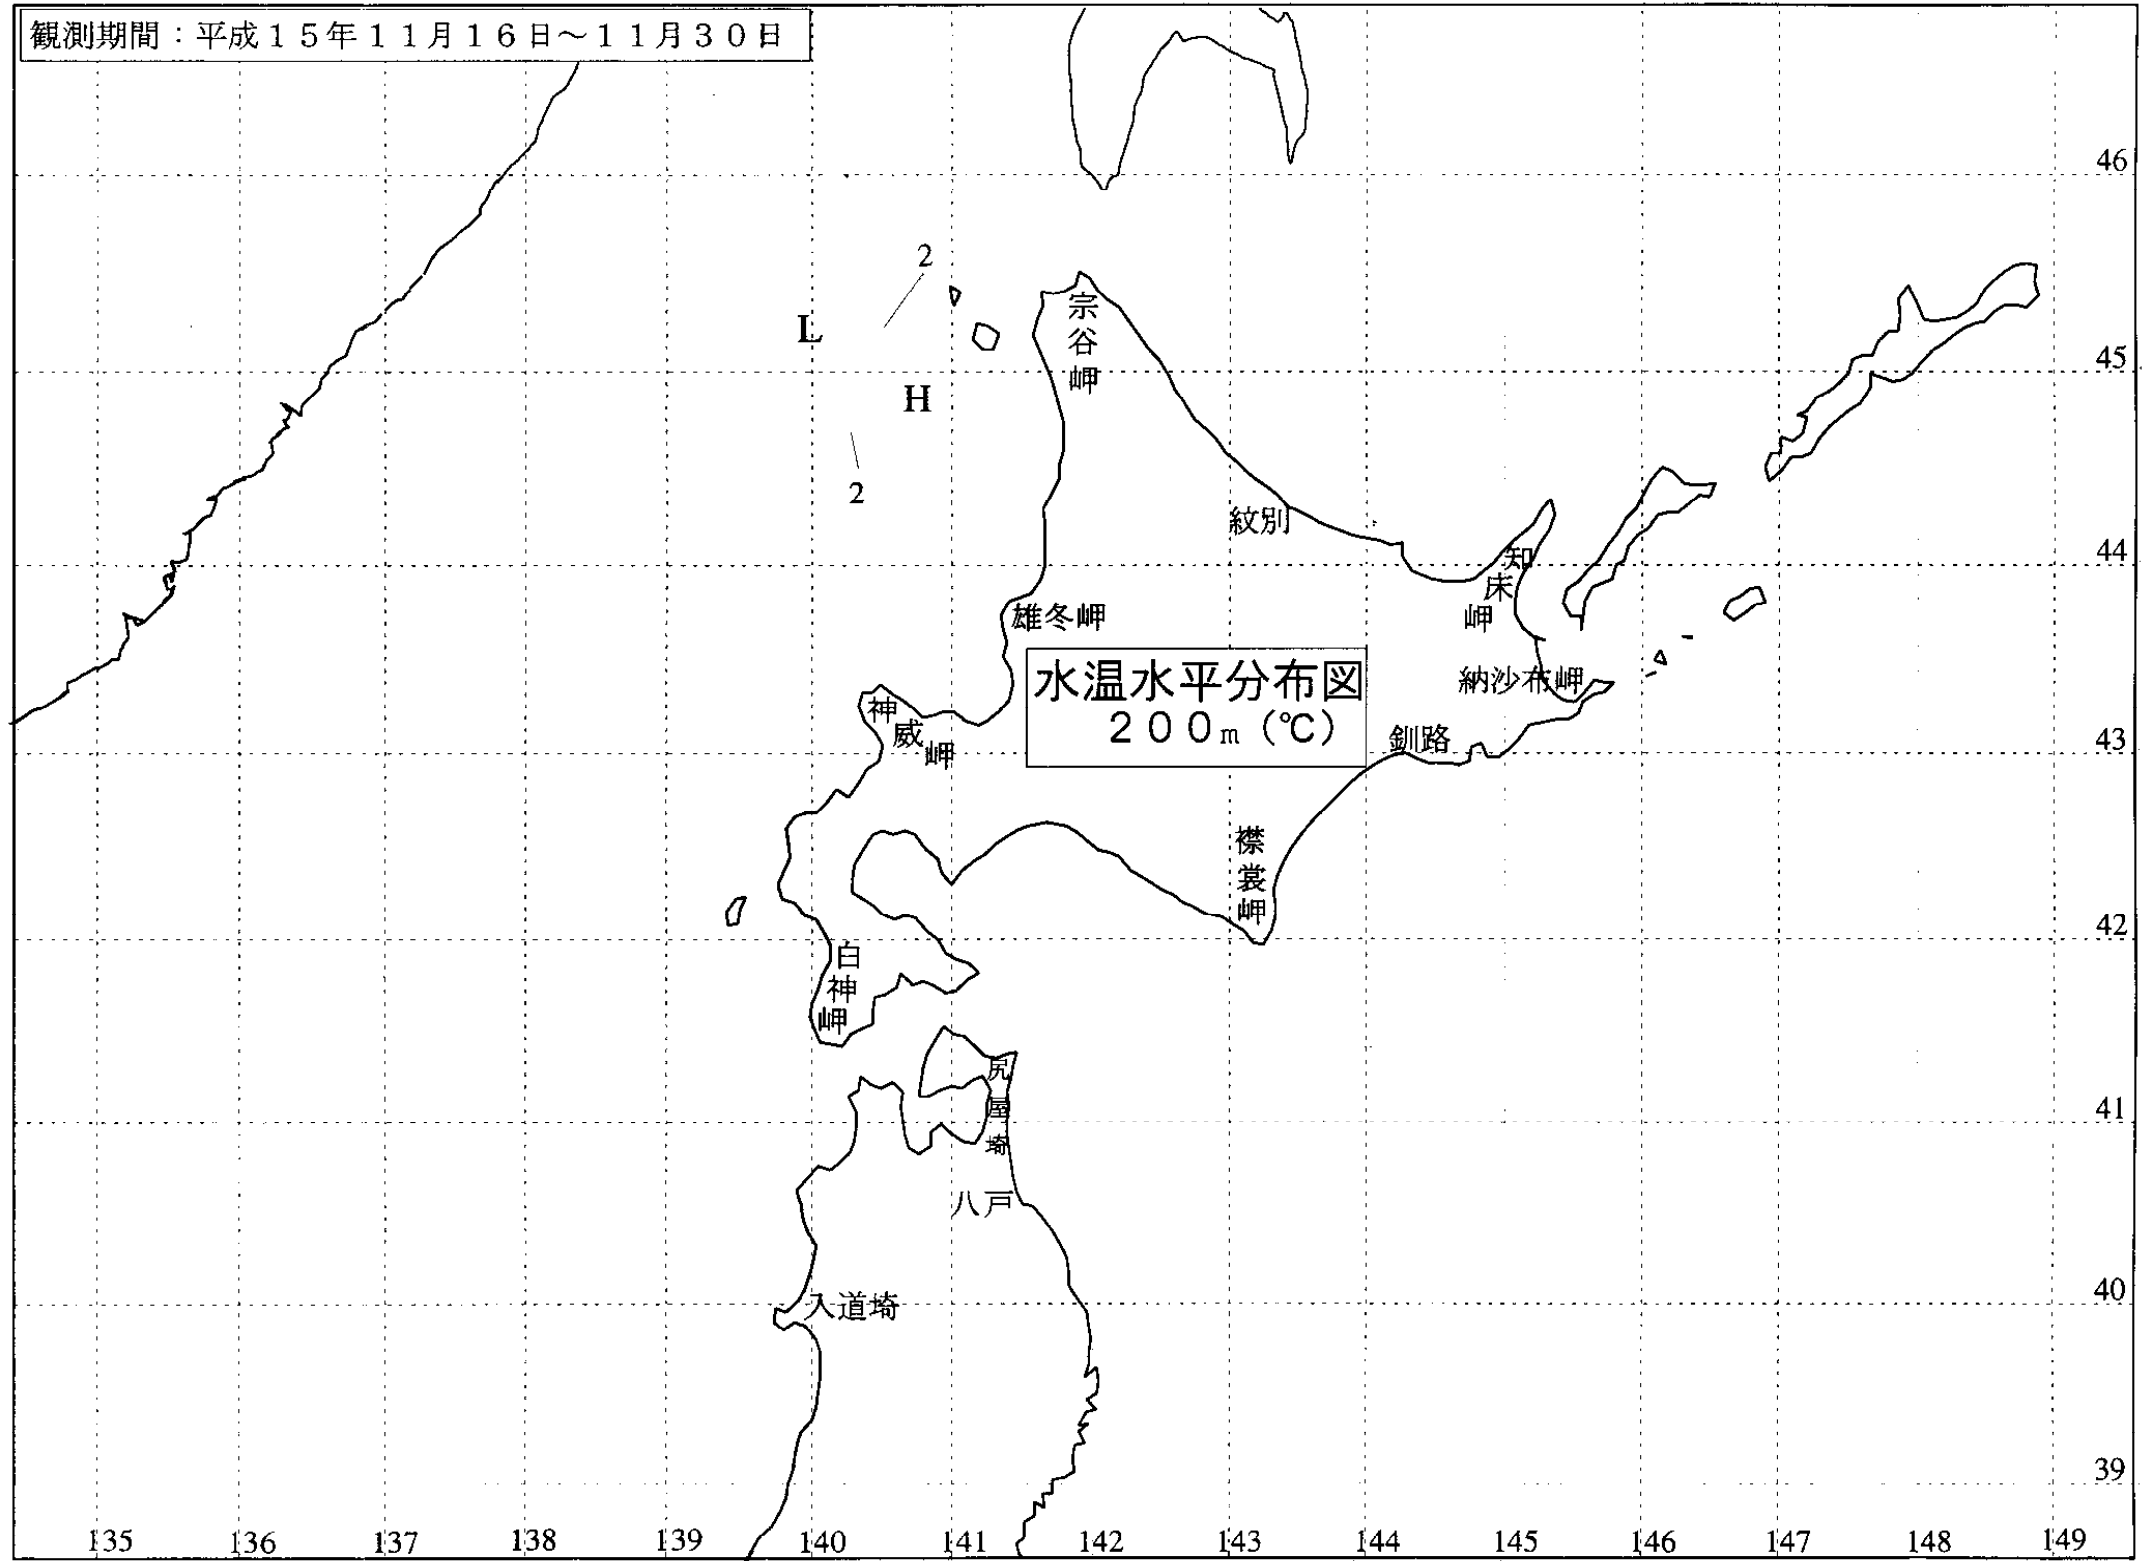 観測期間：平成１５年１１月１６日～１１月３０日
46
2
宗谷岬
L
45
H
2
紋別
44
知床岬
雄冬岬
水温水平分布図
２００ｍ（℃）
納沙布岬
神威岬
釧路
43
襟裳岬
42
白神岬
尻屋埼
41
八戸
40
入道埼
39
135 136 137 138 139 140 141 142 143 144 145 146 147 148 149